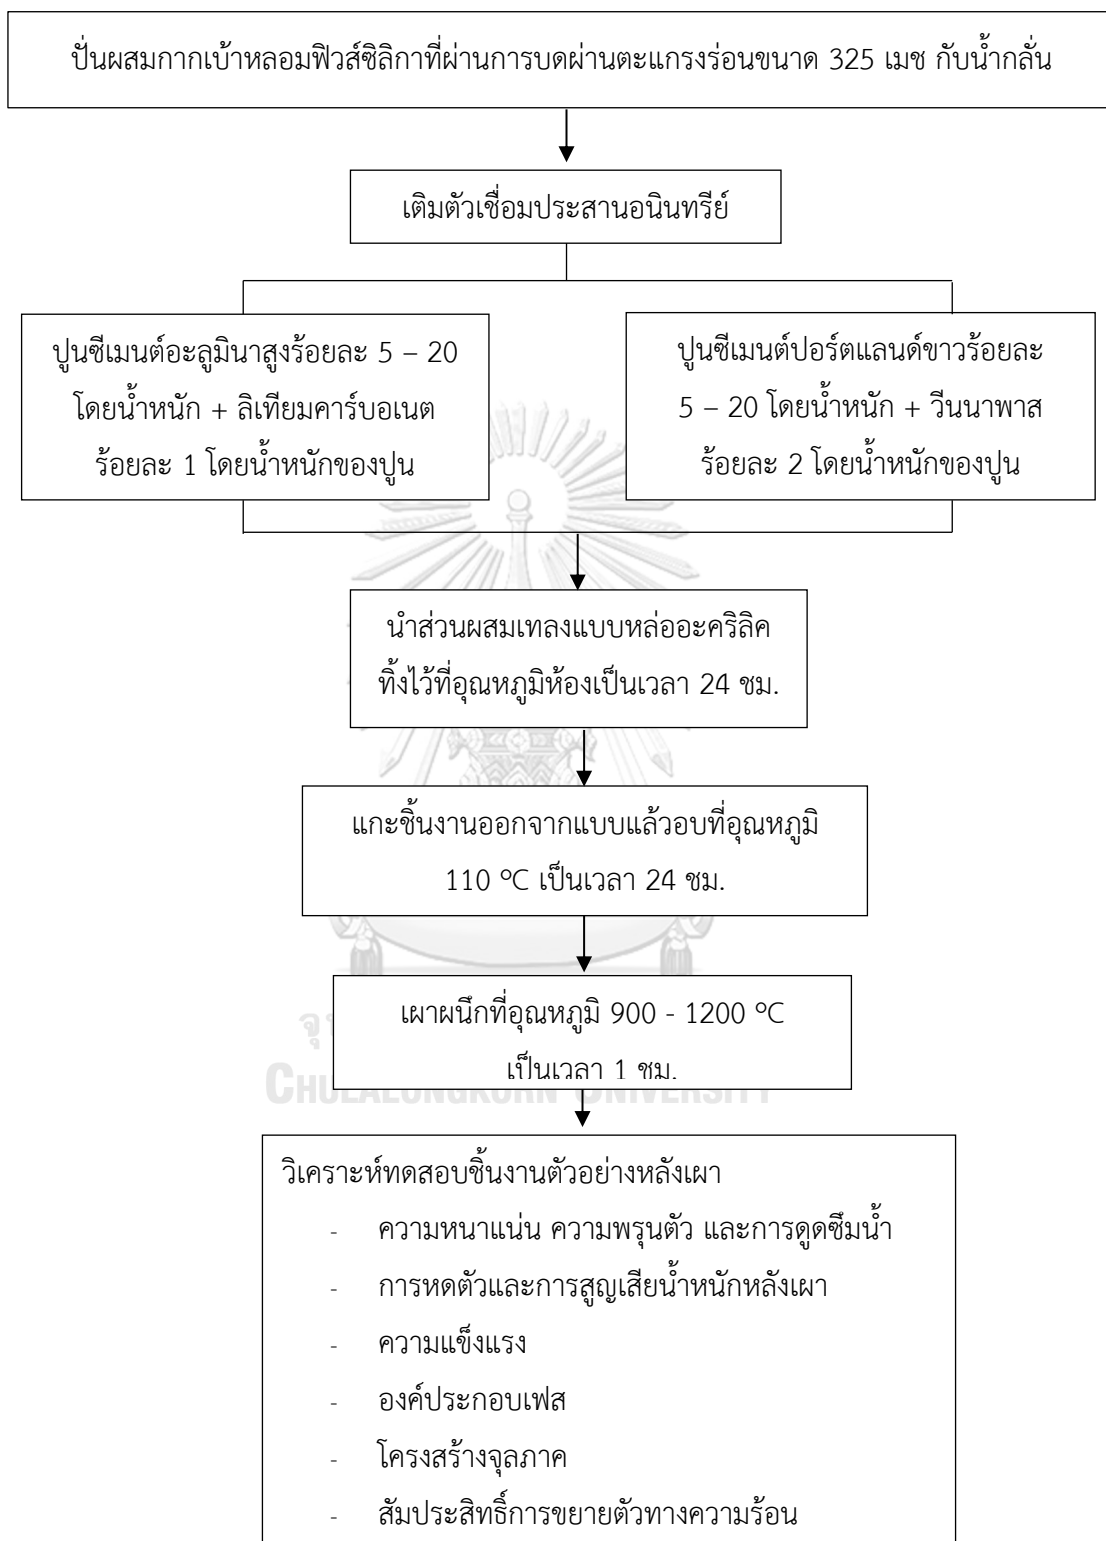 ปั่นผสมกากเบ้าหลอมฟิวส์ซิลิกาที่ผ่านการบดผ่านตะแกรงร่อนขนาด 325 เมช กับน้ำกลั่น
เติมตัวเชื่อมประสานอนินทรีย์
ปูนซีเมนต์อะลูมินาสูงร้อยละ 5 – 20
โดยน้ำหนัก + ลิเทียมคาร์บอเนต
ร้อยละ 1 โดยน้ำหนักของปูน
ปูนซีเมนต์ปอร์ตแลนด์ขาวร้อยละ
5 – 20 โดยน้ำหนัก + วีนนาพาส
ร้อยละ 2 โดยน้ำหนักของปูน
นำส่วนผสมเทลงแบบหล่ออะคริลิค
ทิ้งไว้ที่อุณหภูมิห้องเป็นเวลา 24 ชม.
แกะชิ้นงานออกจากแบบแล้วอบที่อุณหภูมิ
110 ºC เป็นเวลา 24 ชม.
เผาผนึกที่อุณหภูมิ 900 - 1200 ºC
เป็นเวลา 1 ชม.
CHULALONGKORN UNIVERSITY
วิเคราะห์ทดสอบชิ้นงานตัวอย่างหลังเผา
- ความหนาแน่น ความพรุนตัว และการดูดซึมน้ำ
- การหดตัวและการสูญเสียน้ำหนักหลังเผา
- ความแข็งแรง
- องค์ประกอบเฟส
- โครงสร้างจุลภาค
- สัมประสิทธิ์การขยายตัวทางความร้อน